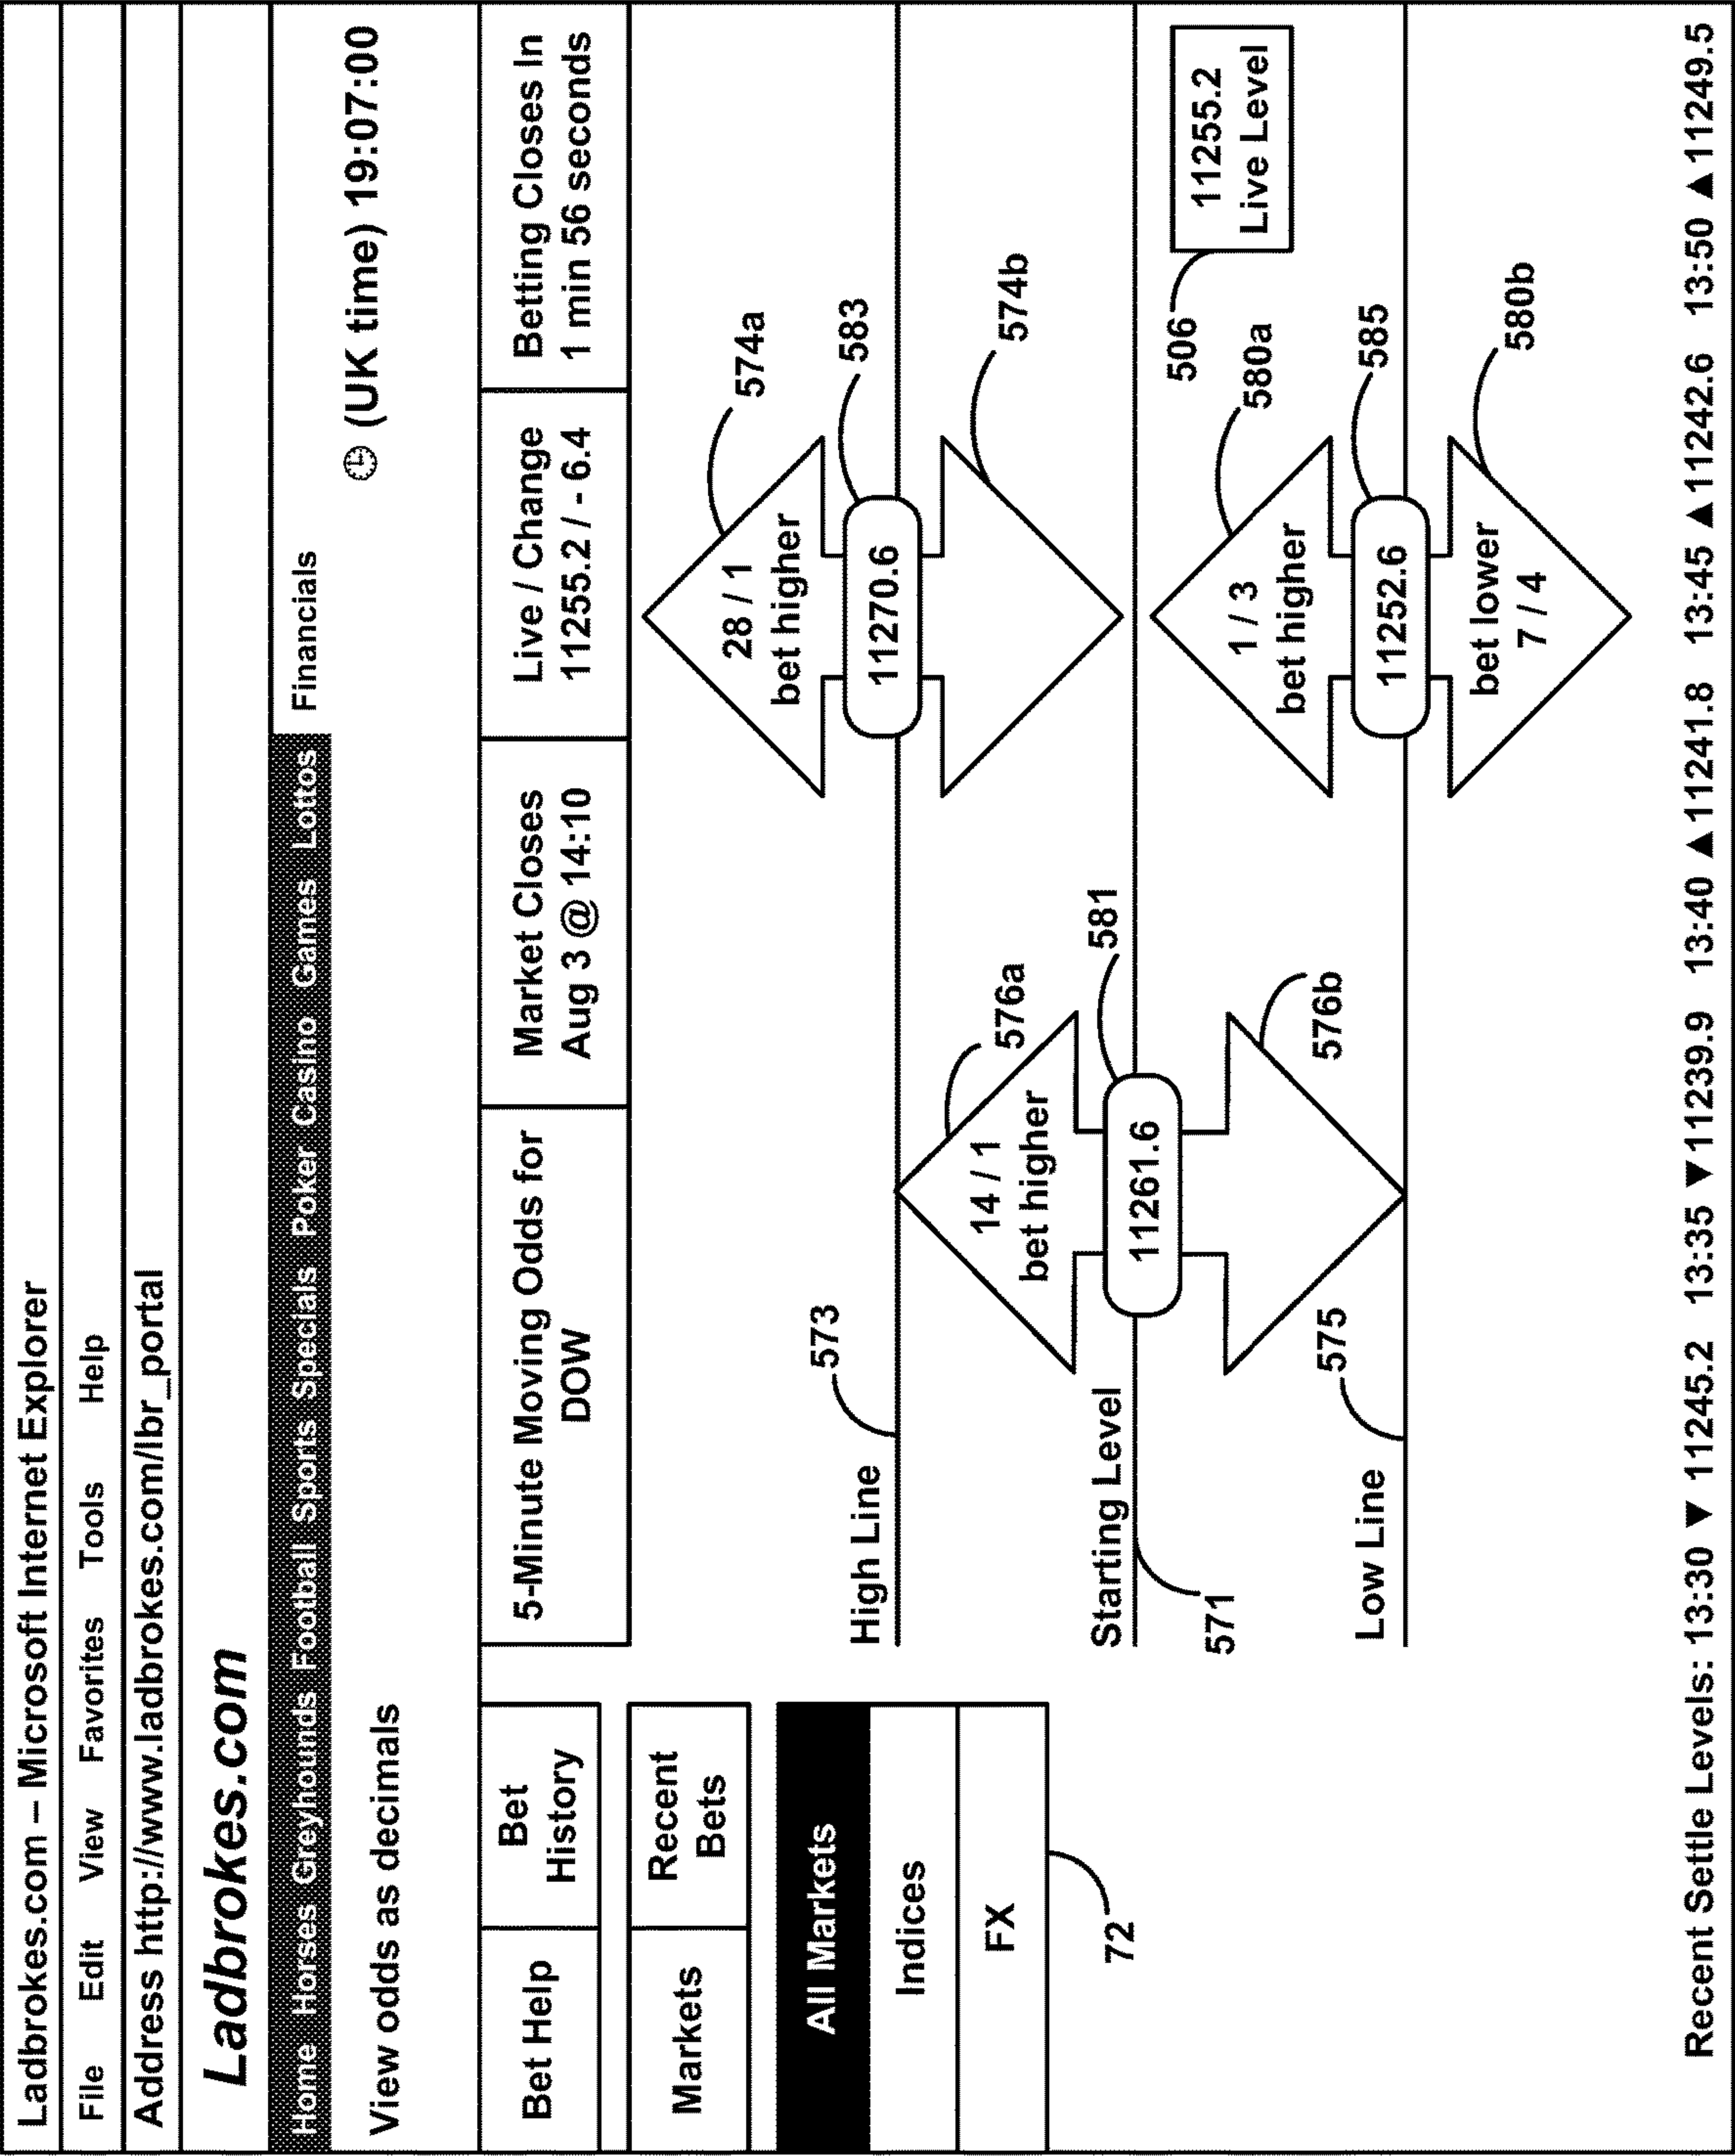 Ladbrokes.com – Microsoft Internet Explorer
File Edit View Favorites Tools Help
Address http://www.ladbrokes.com/lbr_portal
Ladbrokes.com
Home Horses Greyhounds Football Sports Specials Poker Casino Games Lottos Financials
View odds as decimals
(UK time) 19:07:00
Bet Help
Bet
History
Markets
Recent
Bets
All Markets
Indices
FX
72
5-Minute Moving Odds for
DOW
Market Closes
Aug 3 @ 14:10
Live / Change
11255.2 / - 6.4
Betting Closes In
1 min 56 seconds
28 / 1
bet higher
574a
583
11270.6
574b
High Line
573
14 / 1
bet higher
576a
581
11261.6
576b
Starting Level
571
11255.2
Live Level
506
1 / 3
bet higher
580a
585
11252.6
bet lower
7 / 4
580b
Low Line
575
Recent Settle Levels: 13:30 ▼ 11245.2 13:35 ▼11239.9 13:40 ▲11241.8 13:45 ▲11242.6 13:50 ▲11249.5